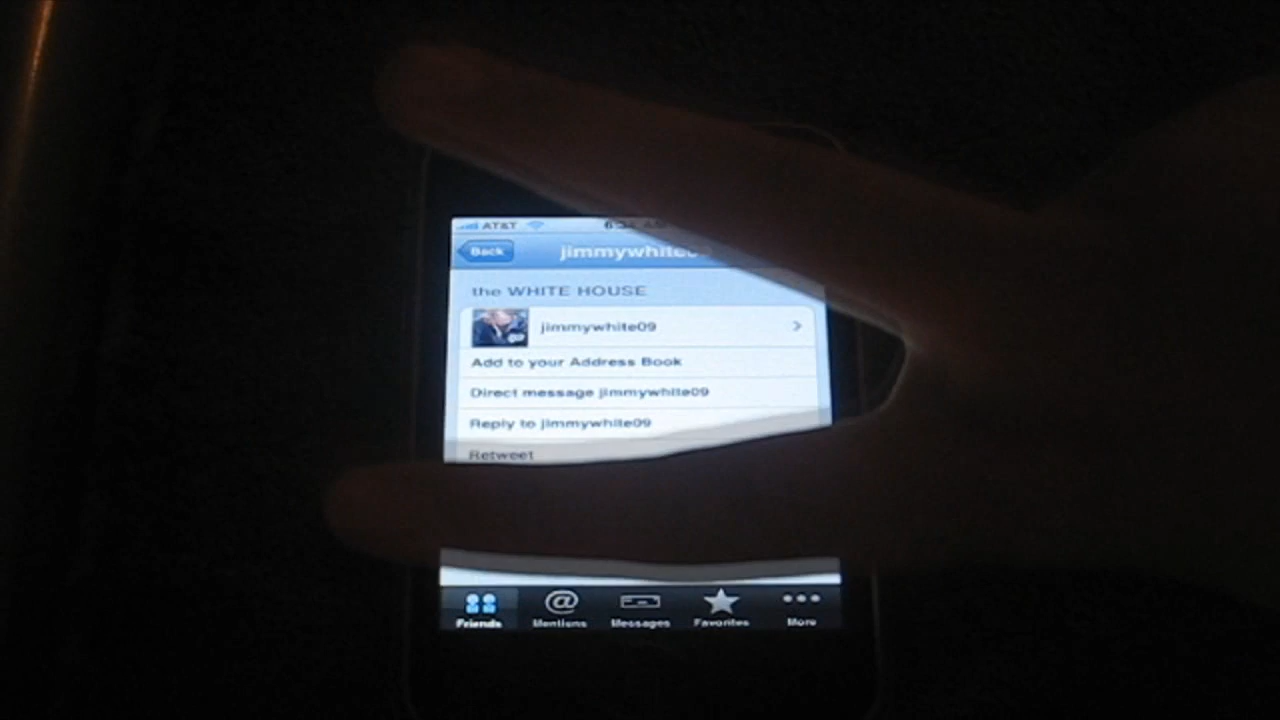 AT&T
Back
jimmywhite
the WHITE HOUSE
jimmywhite09
Add to your Address Book
Direct message jimmywhite09
Reply to jimmywhite09
Retweet
Friends Mentions Messages Favorites More